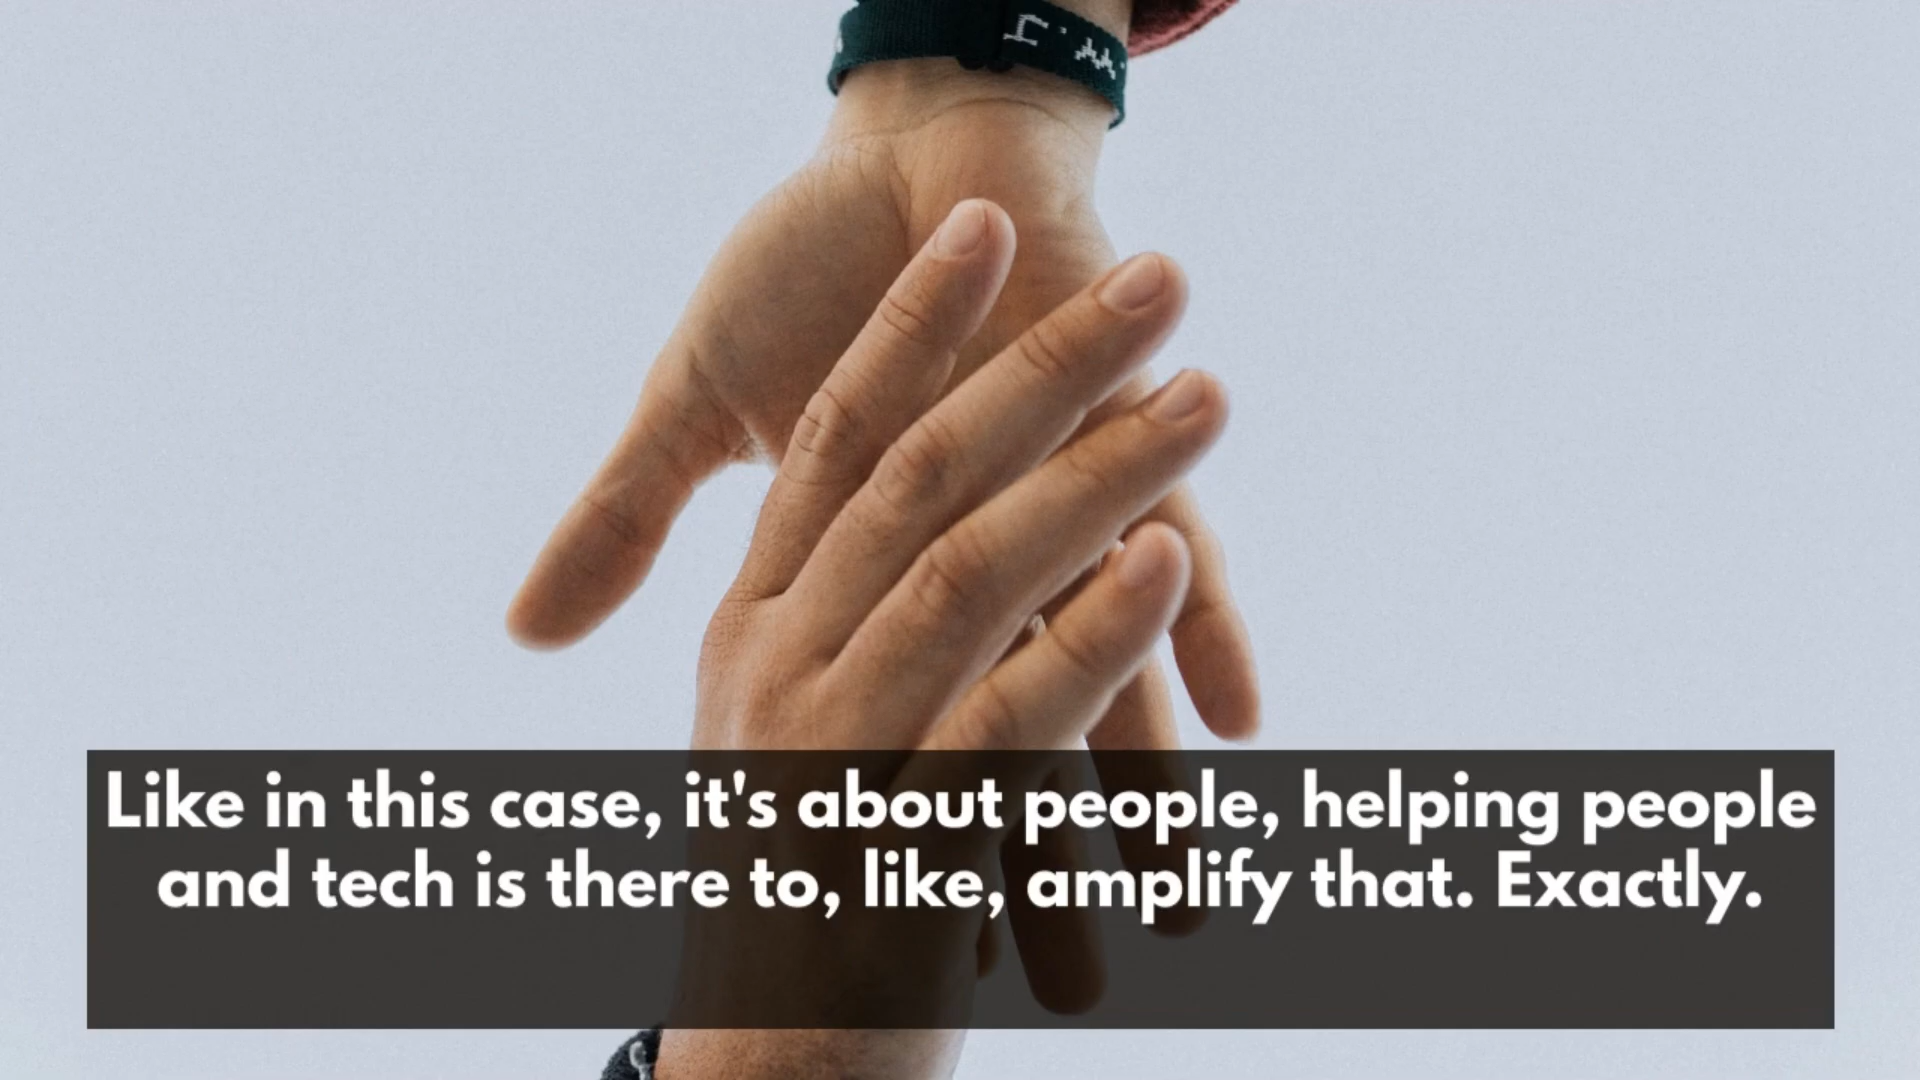 Like in this case, it's about people, helping people
and tech is there to, like, amplify that. Exactly.